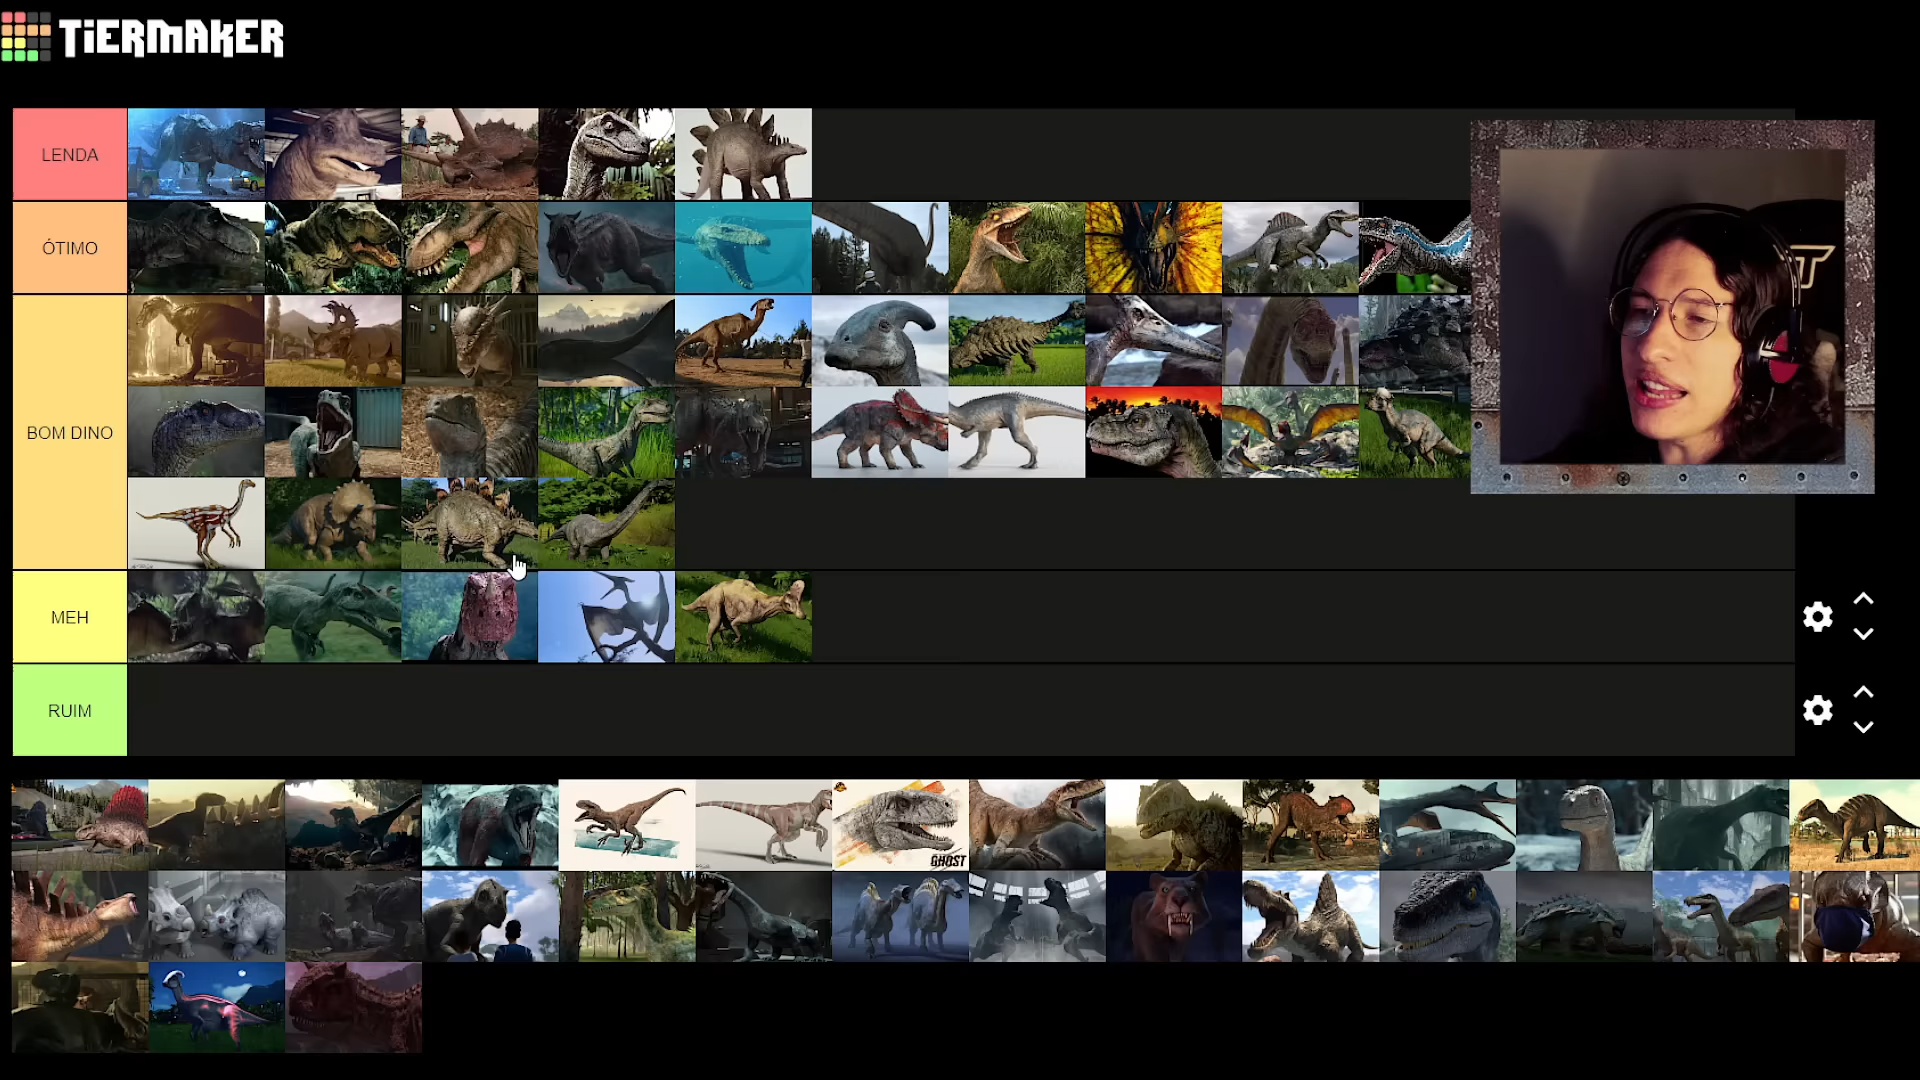 TiERMAKER
LENDA
ÓTIMO
BOM DINO
MEH
RUIM
GHOST